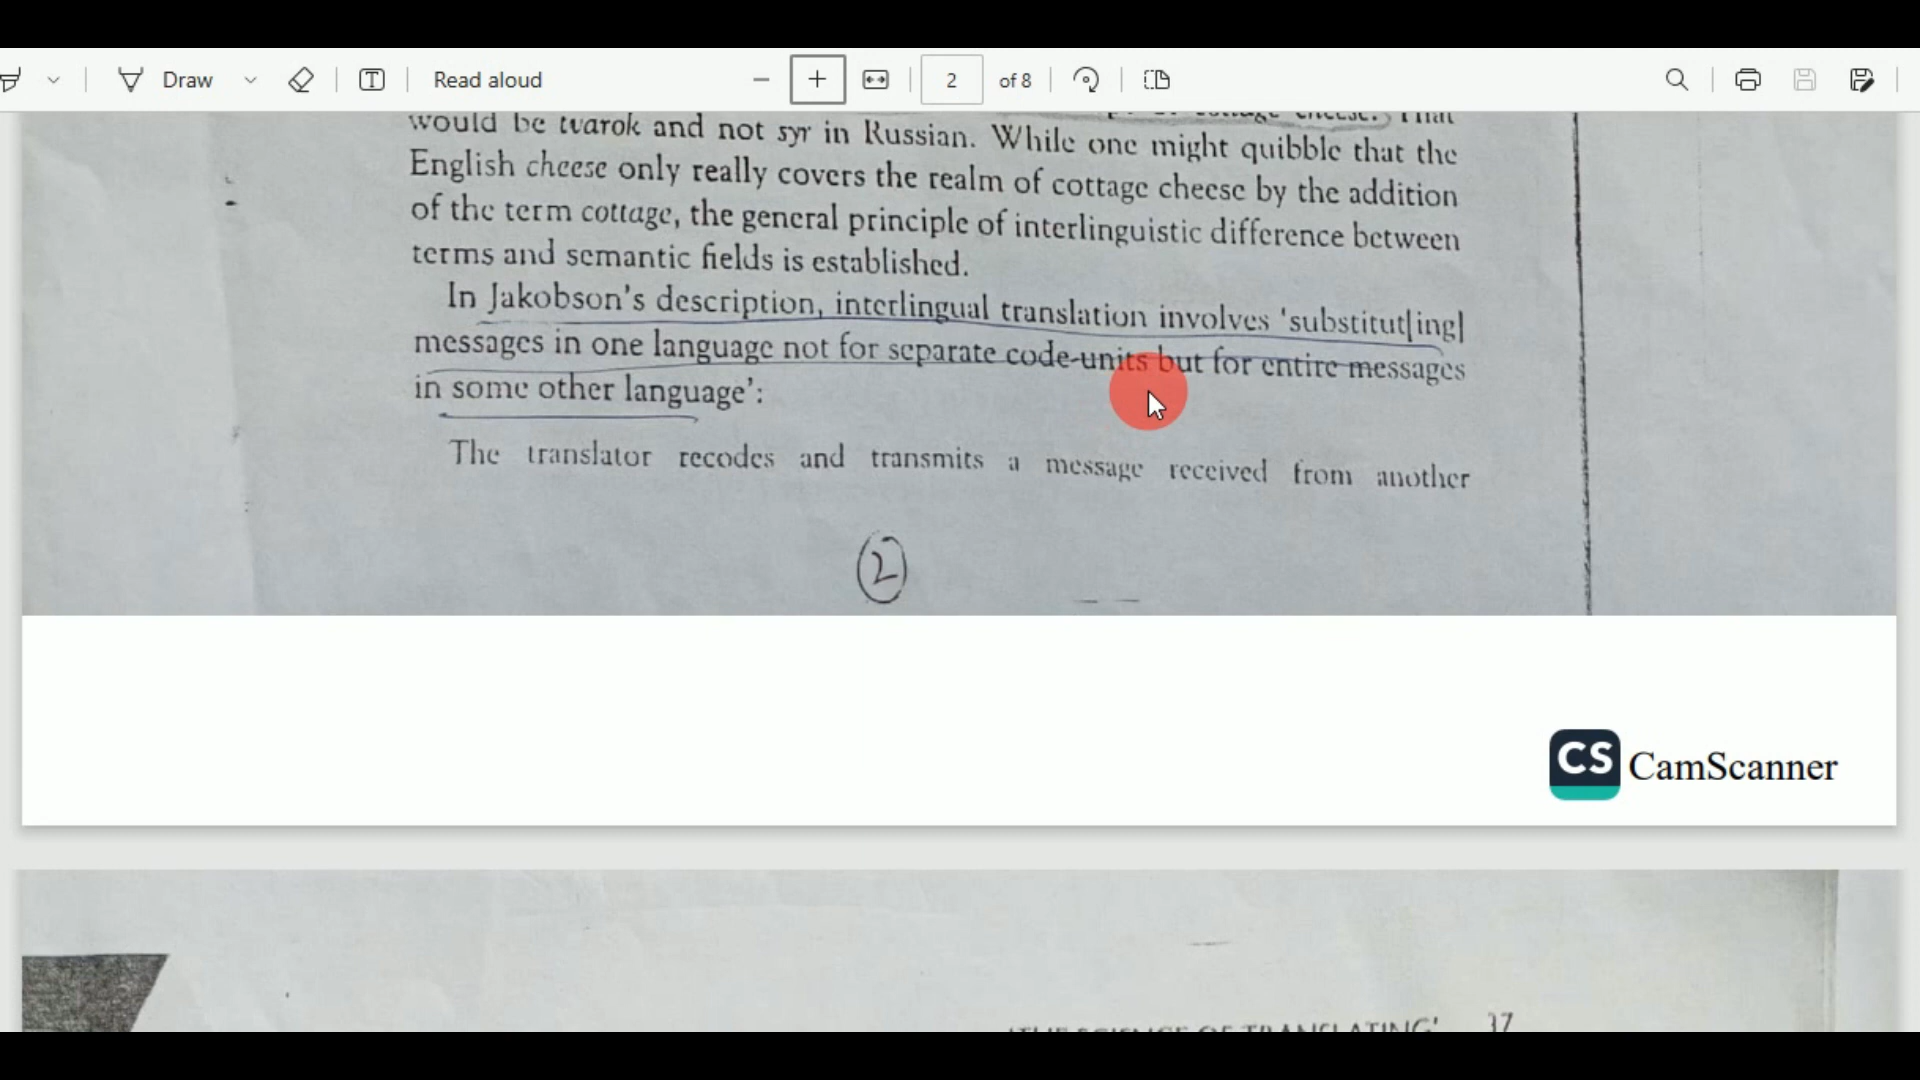 Draw
Read aloud
2 of 8
cottage cheese. That
would be tvarok and not syr in Russian. While one might quibble that the
English cheese only really covers the realm of cottage cheese by the addition
of the term cottage, the general principle of interlinguistic difference between
terms and semantic fields is established.
In Jakobson's description, interlingual translation involves 'substitut[ing]
messages in one language not for separate code-units but for entire messages
in some other language':
The translator recodes and transmits a message received from another
2
CS CamScanner
'THE SCIENCE OF TRANSLATING' 37